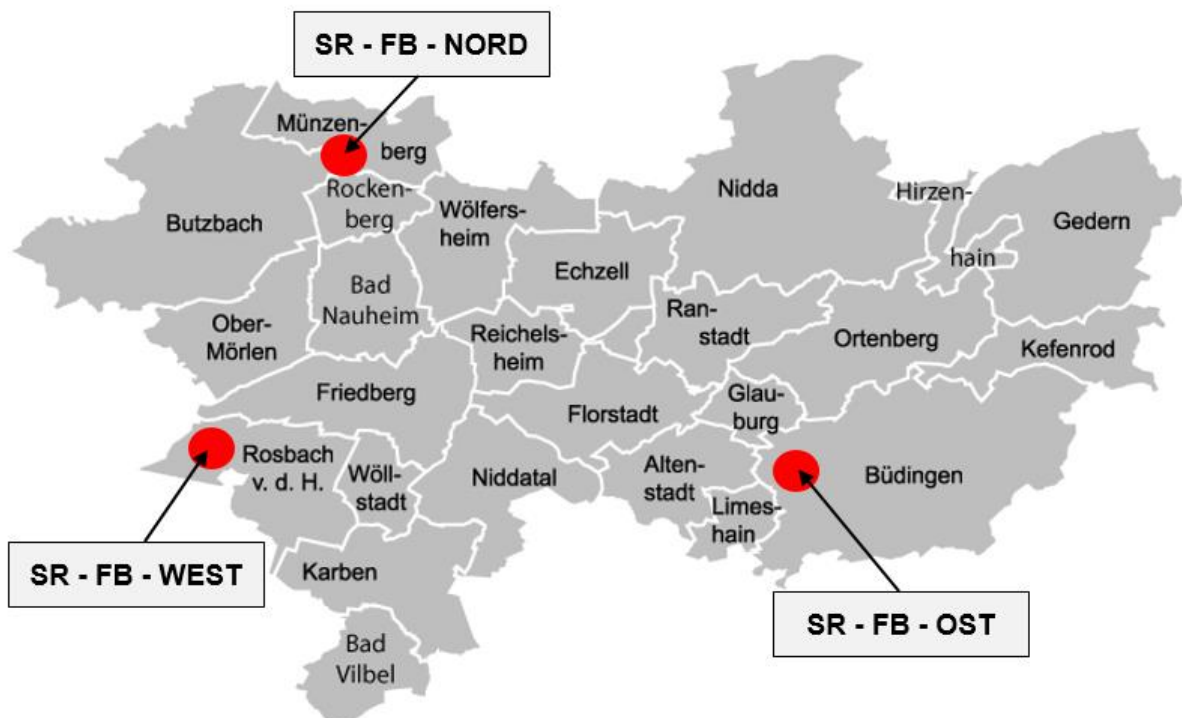 SR - FB - NORD
Münzen-
berg
Rocken-
berg
Butzbach
Wölfers-
heim
Nidda
Hirzen-
hain
Gedern
Echzell
Bad
Nauheim
Ober-
Mörlen
Reichels-
heim
Ran-
stadt
Ortenberg
Kefenrod
Friedberg
Florstadt
Glau-
burg
Rosbach
v. d. H.
Wöll-
stadt
Niddatal
Alten-
stadt
Büdingen
Limes-
hain
SR - FB - WEST
Karben
SR - FB - OST
Bad
Vilbel